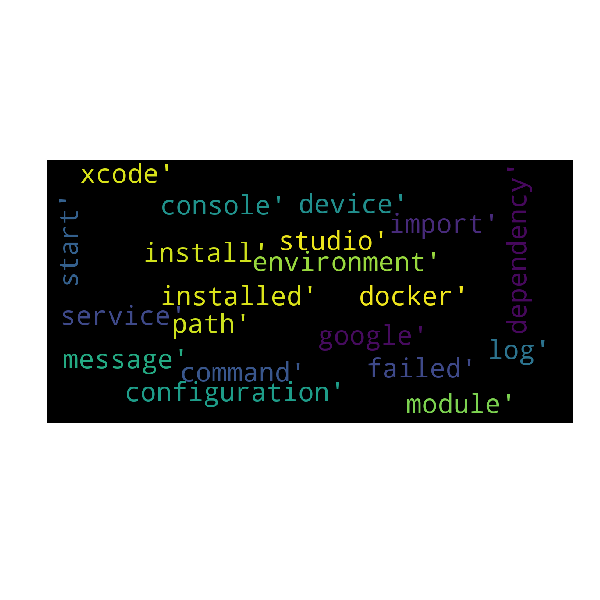 xcode'
console' device'
import'
start'
dependency'
install' studio'
environment'
installed' docker'
service' path'
google'
log'
message' command' failed'
configuration'
module'